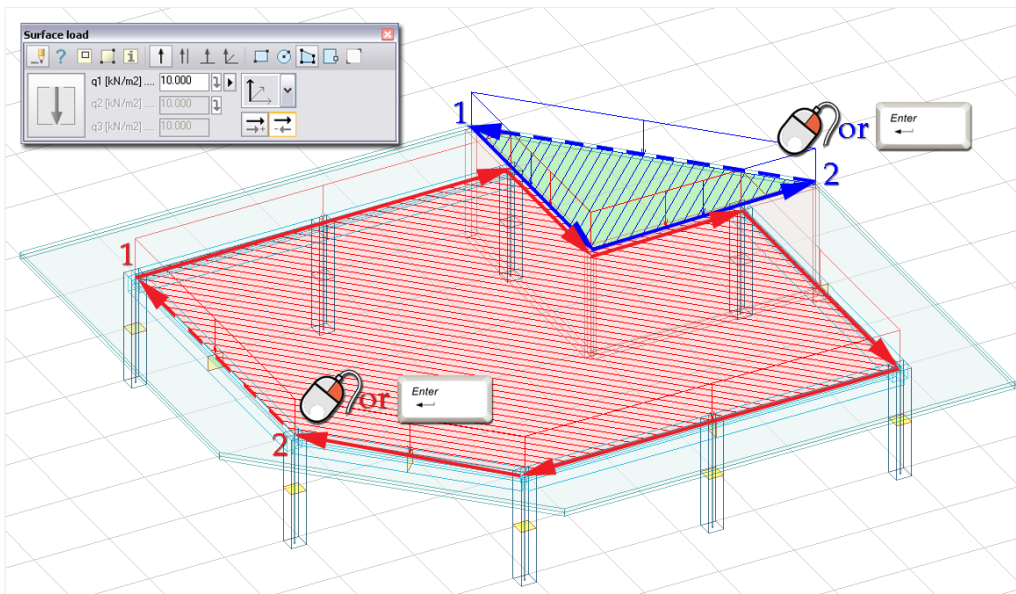 Surface load
q1 [kN/m2] .... 10.000
q2 [kN/m2] .... 10.000
q3 [kN/m2] .... 10.000
1
or
Enter
2
1
or
Enter
2